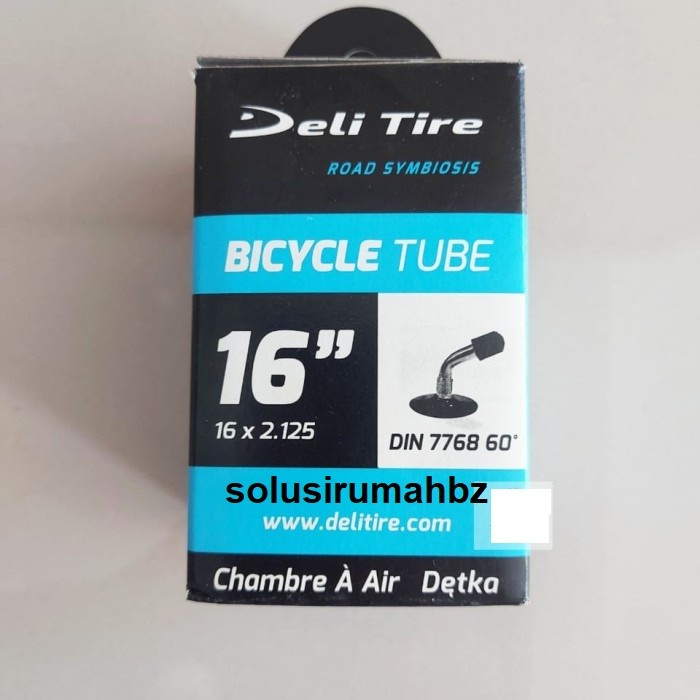 Deli Tire
ROAD SYMBIOSIS
BICYCLE TUBE
16”
16 x 2.125
DIN 7768 60°
solusirumahbz
www.delitire.com
Chambre À Air Dętka